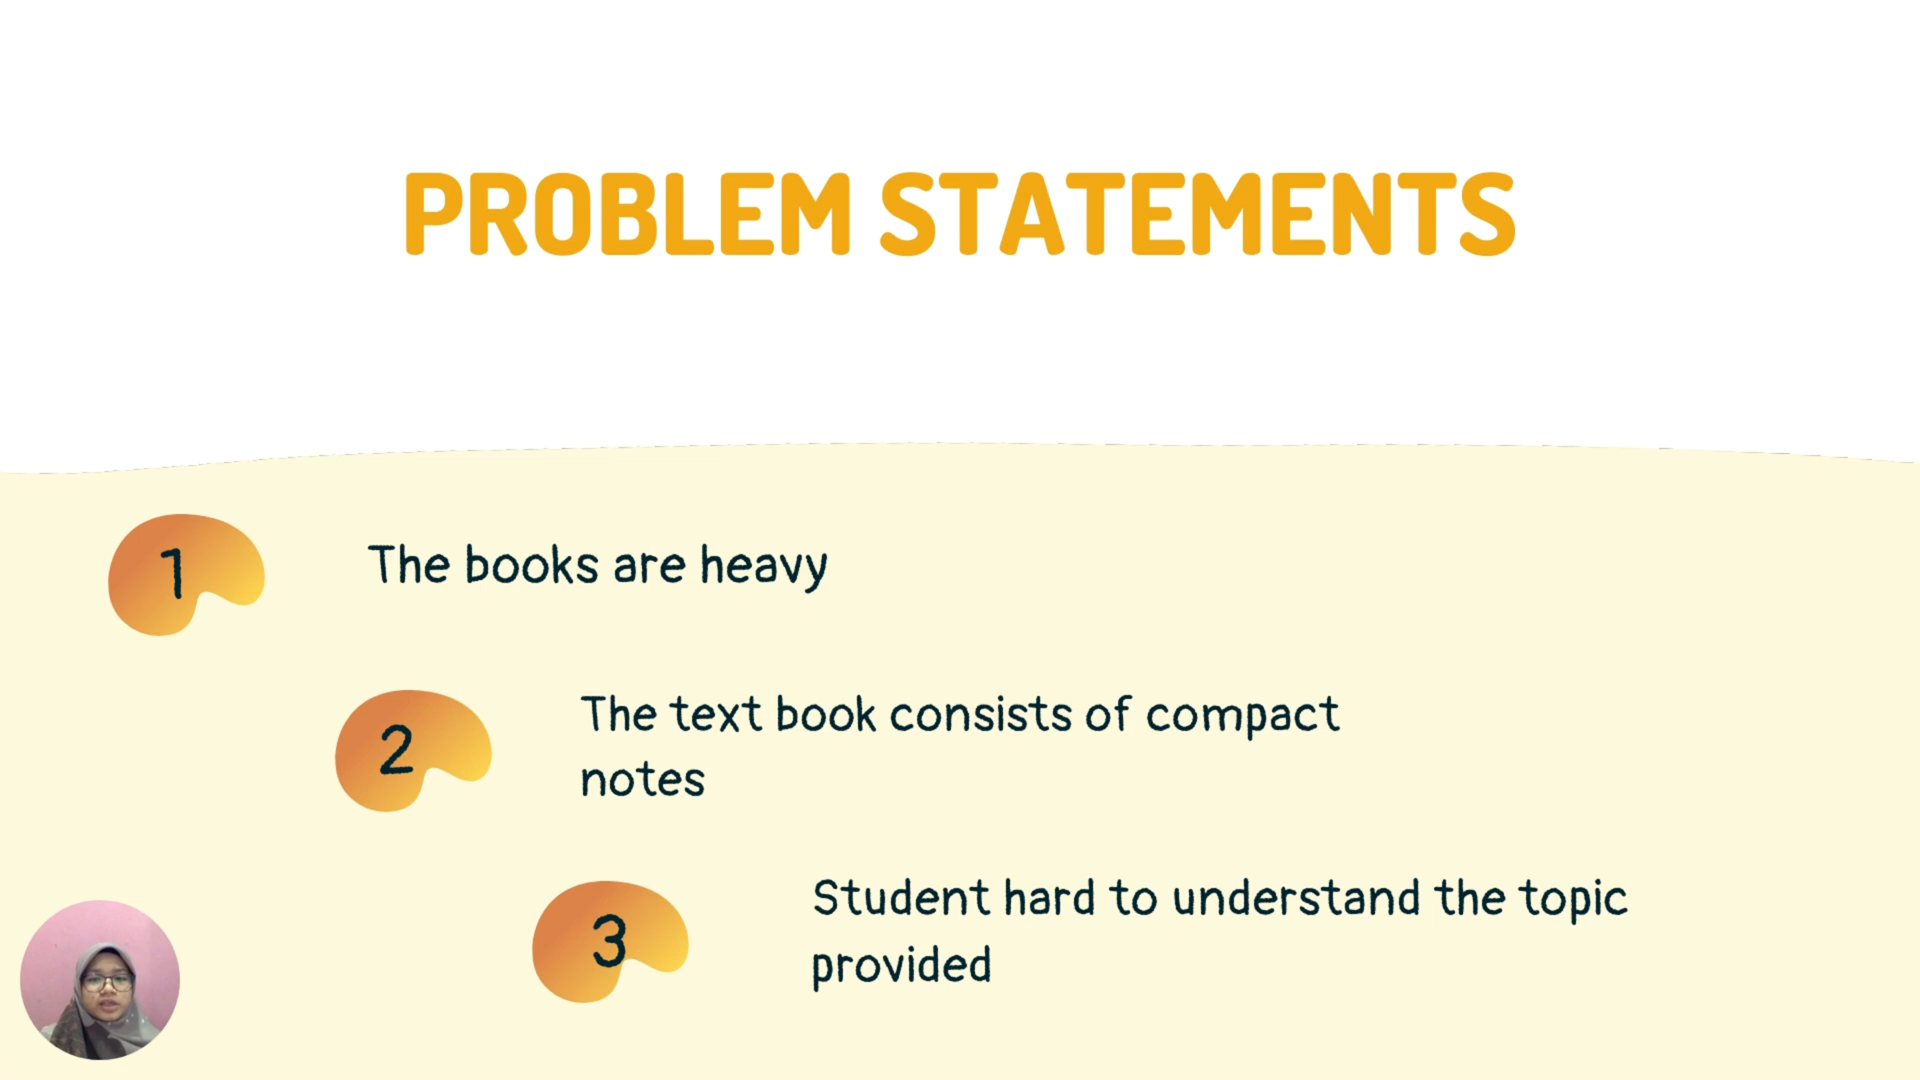 PROBLEM STATEMENTS
1
The books are heavy
2
The text book consists of compact
notes
3
Student hard to understand the topic
provided